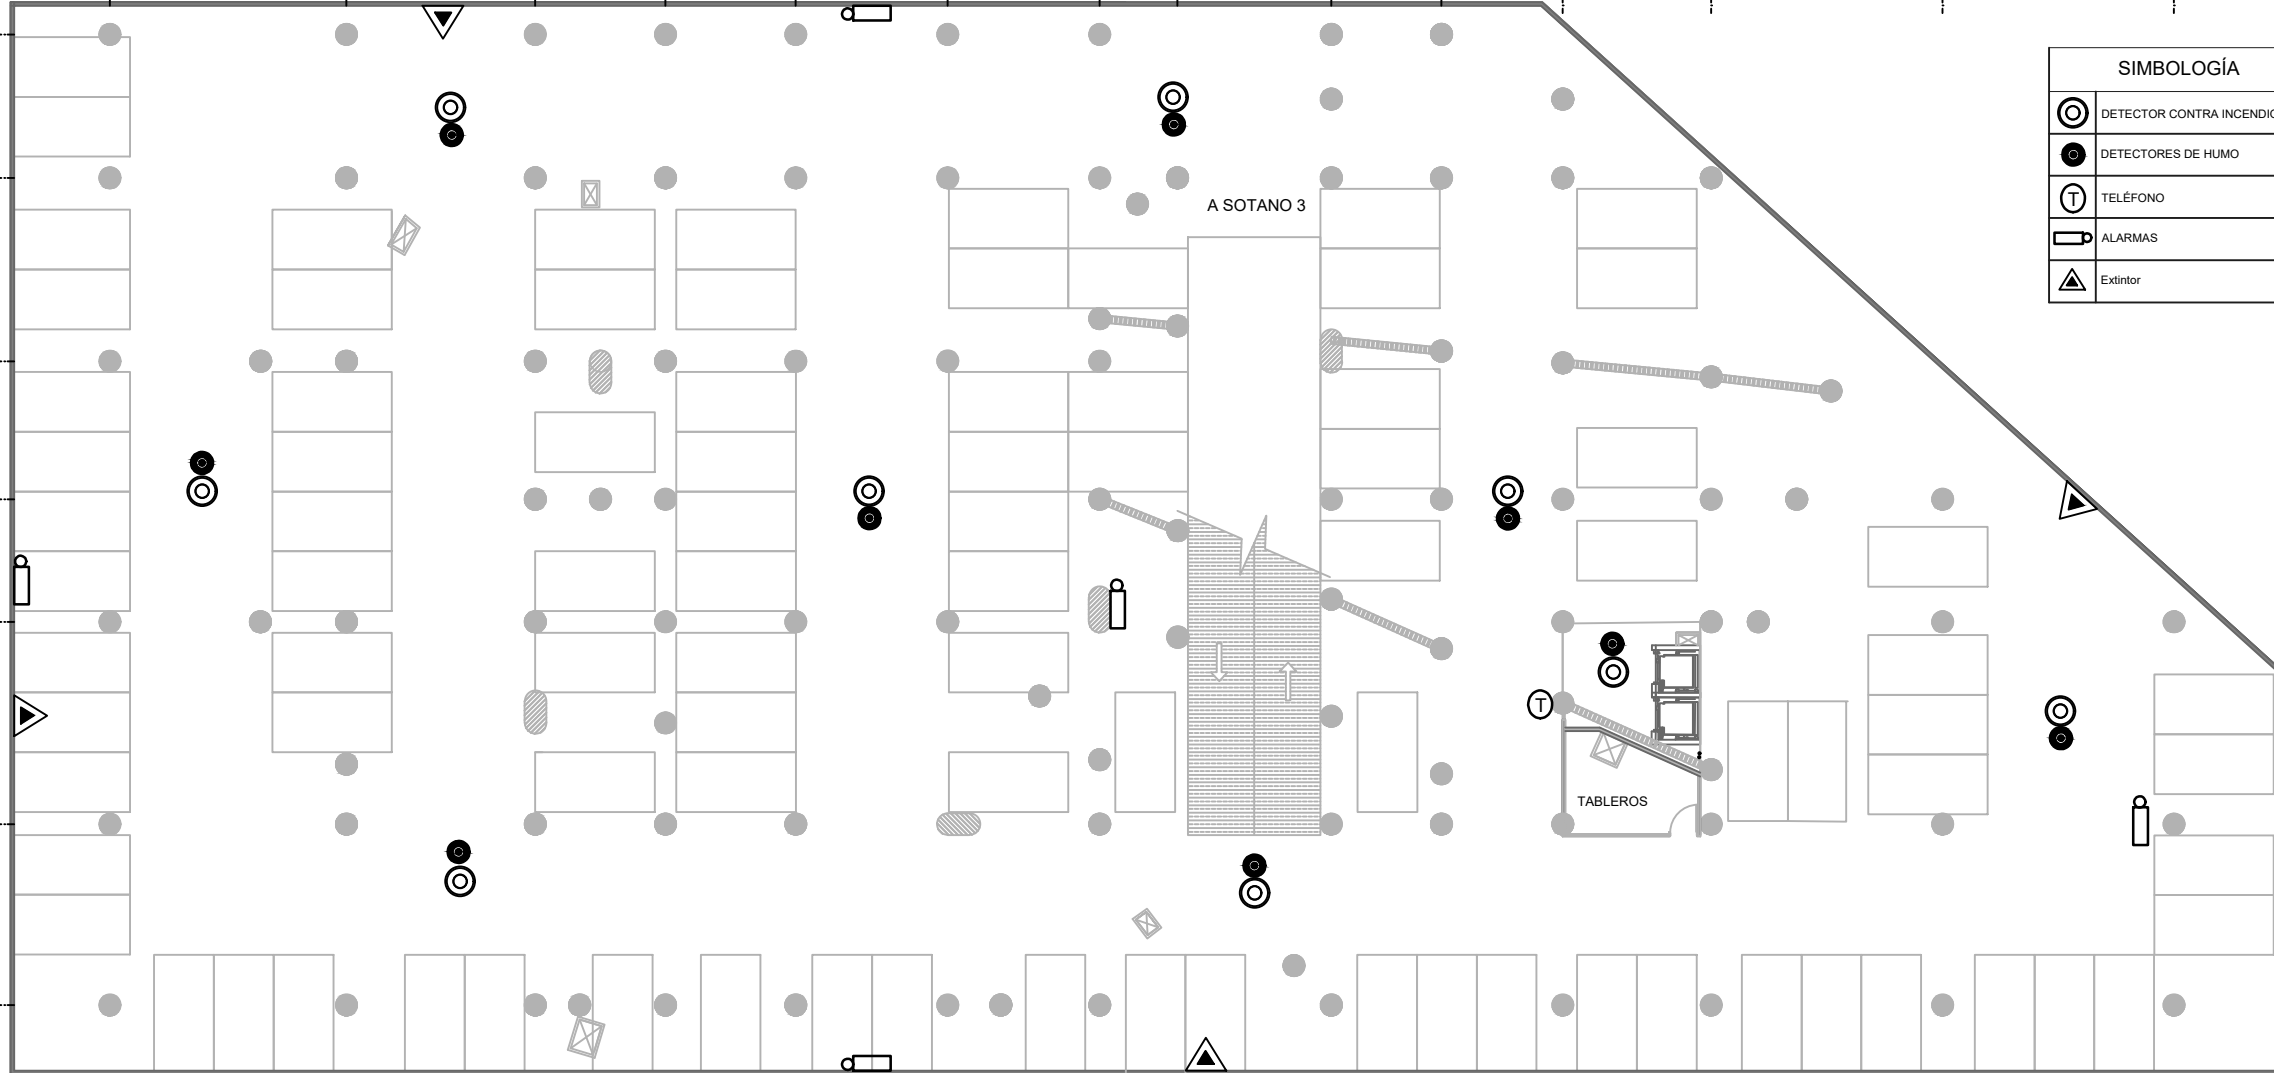 SIMBOLOGÍA
DETECTOR CONTRA INCENDIO
DETECTORES DE HUMO
T
TELÉFONO
ALARMAS
Extintor
A SOTANO 3
T
TABLEROS